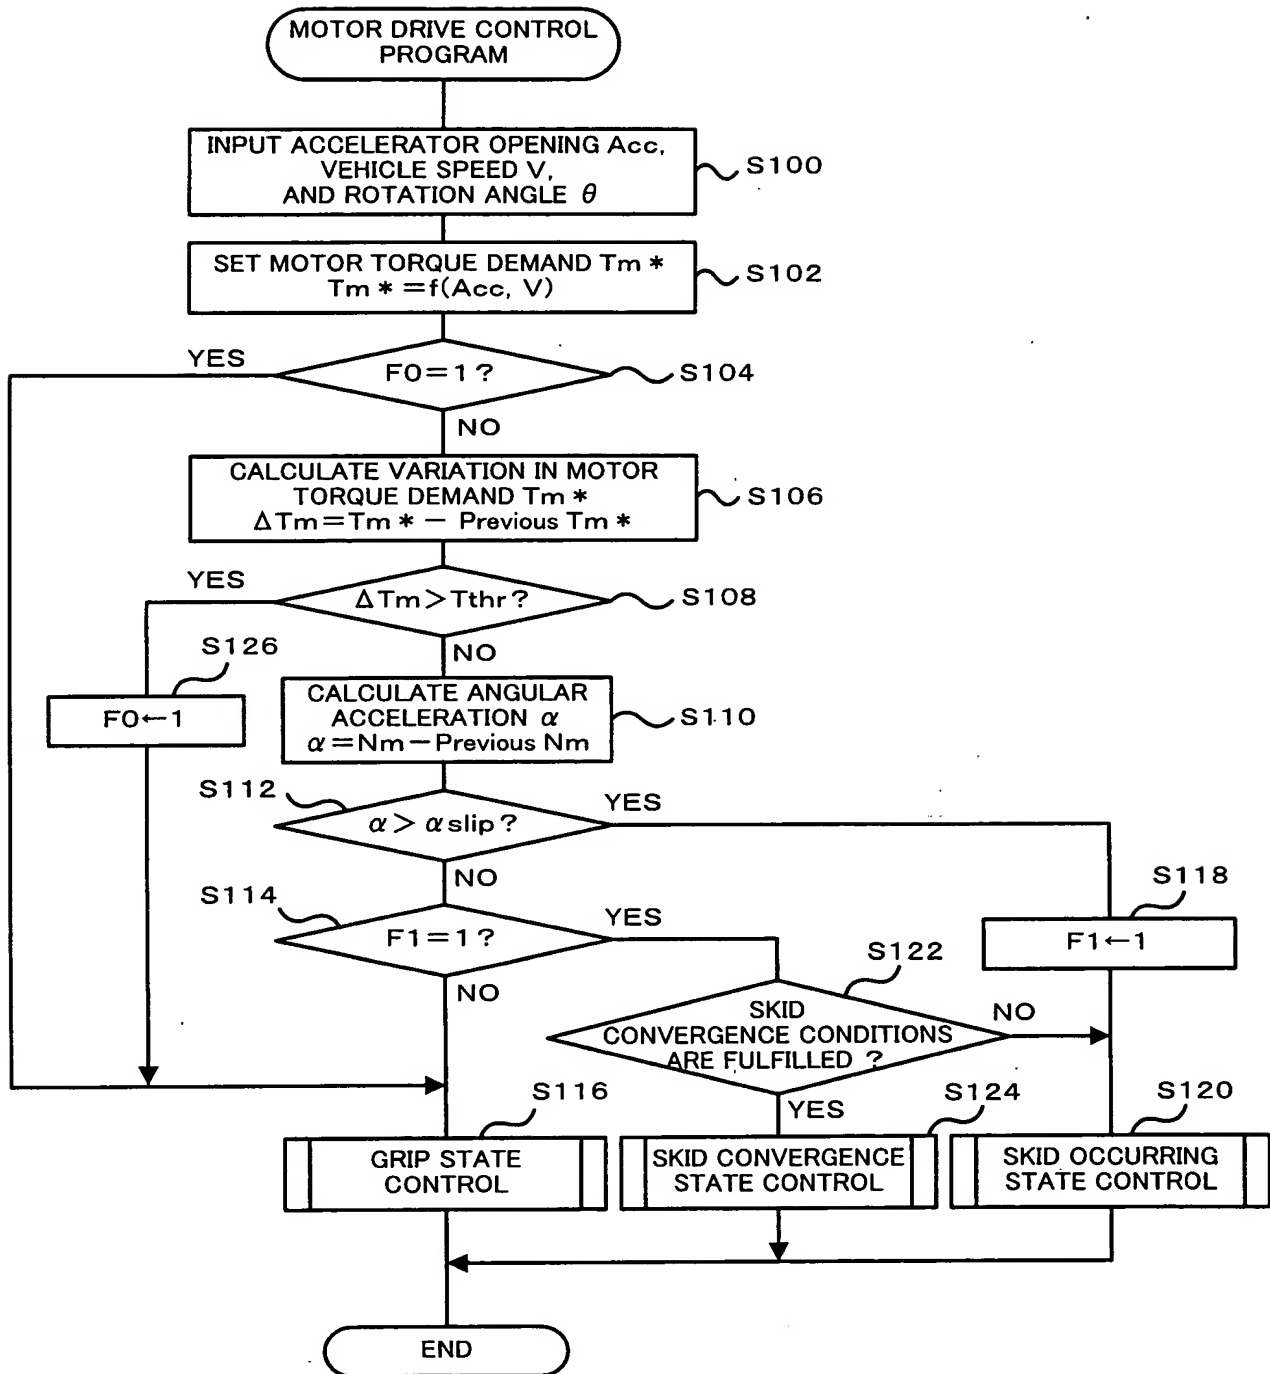 MOTOR DRIVE CONTROL
PROGRAM
INPUT ACCELERATOR OPENING Acc,
VEHICLE SPEED V,
AND ROTATION ANGLE θ
S100
SET MOTOR TORQUE DEMAND Tm*
Tm*=f(Acc, V)
S102
YES
F0=1?
S104
NO
CALCULATE VARIATION IN MOTOR
TORQUE DEMAND Tm*
ΔTm=Tm* − Previous Tm*
S106
YES
ΔTm>Tthr?
S108
NO
S126
F0←1
CALCULATE ANGULAR
ACCELERATION α
α=Nm−Previous Nm
S110
S112
α>αslip?
YES
NO
S114
F1=1?
YES
NO
S118
F1←1
S122
SKID
CONVERGENCE CONDITIONS
ARE FULFILLED ?
NO
YES
S116
GRIP STATE
CONTROL
S124
SKID CONVERGENCE
STATE CONTROL
S120
SKID OCCURRING
STATE CONTROL
END